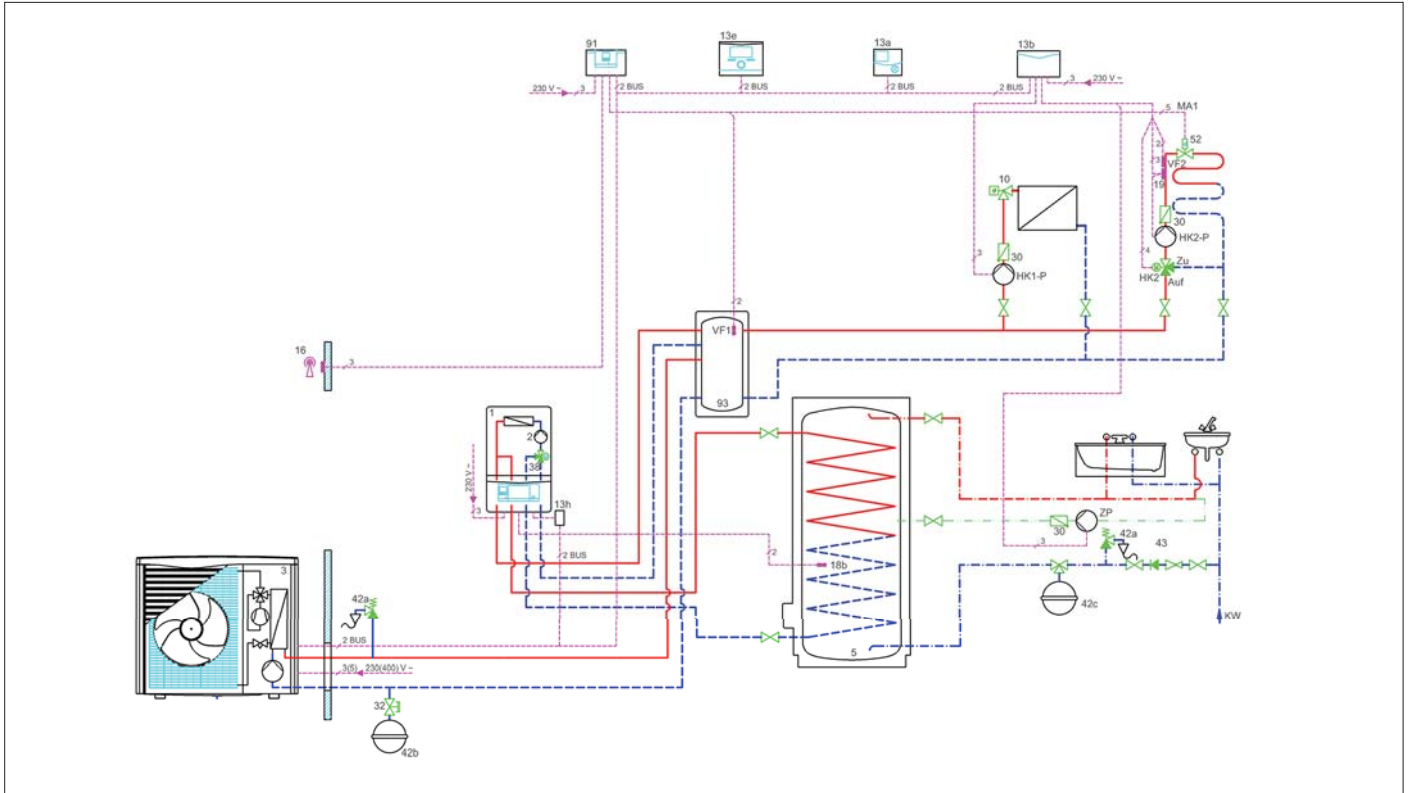 91
13e
13a
13b
230 V ~
3
2 BUS
2 BUS
2 BUS
2 BUS
3
230 V ~
5
MA1
52
2
3
VF2
19
10
30
30
HK2-P
3
HK1-P
4
Zu
HK2
Auf
2
VF1
16
3
93
1
2
38
230 V ~
3
13h
2 BUS
2
18b
5
ZP
30
3
42a
43
42c
KW
3
42a
2 BUS
3(5)
230(400) V ~
32
42b